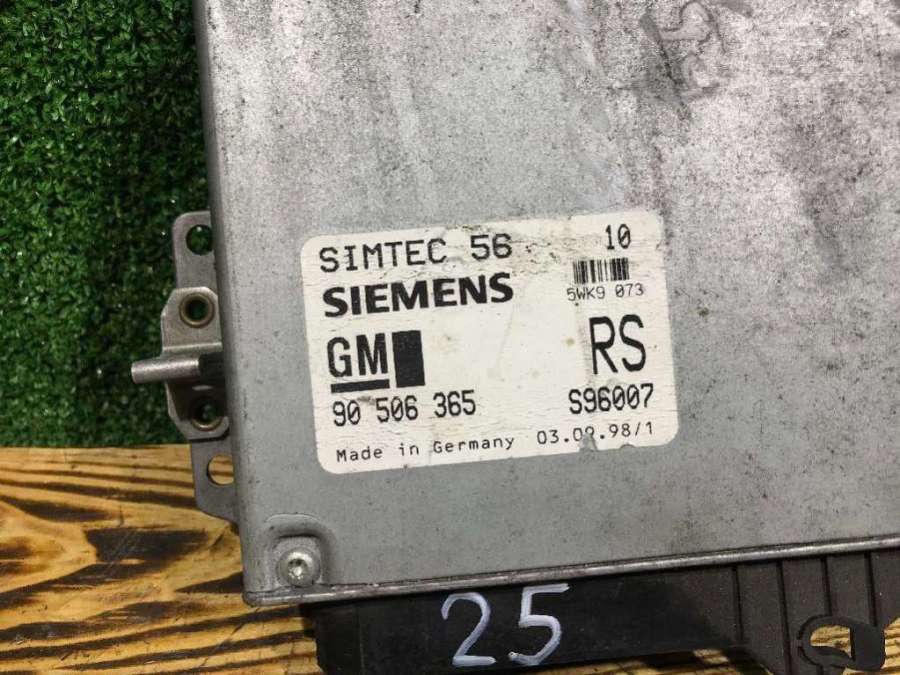 SIMTEC 56 10
SIEMENS
5WK9 073
GM
RS
90 506 365 S96007
Made in Germany 03.09.98/1
25